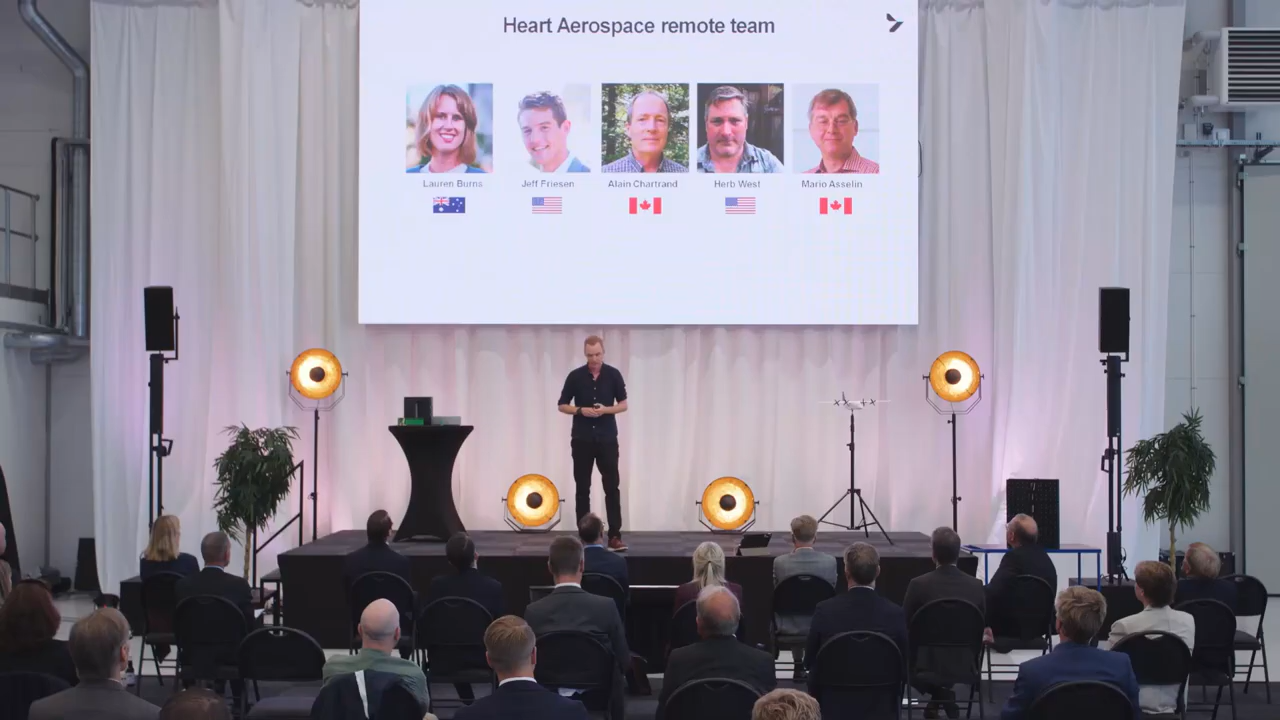 Heart Aerospace remote team
Lauren Burns
Jeff Friesen
Alain Chartrand
Herb West
Mario Asselin